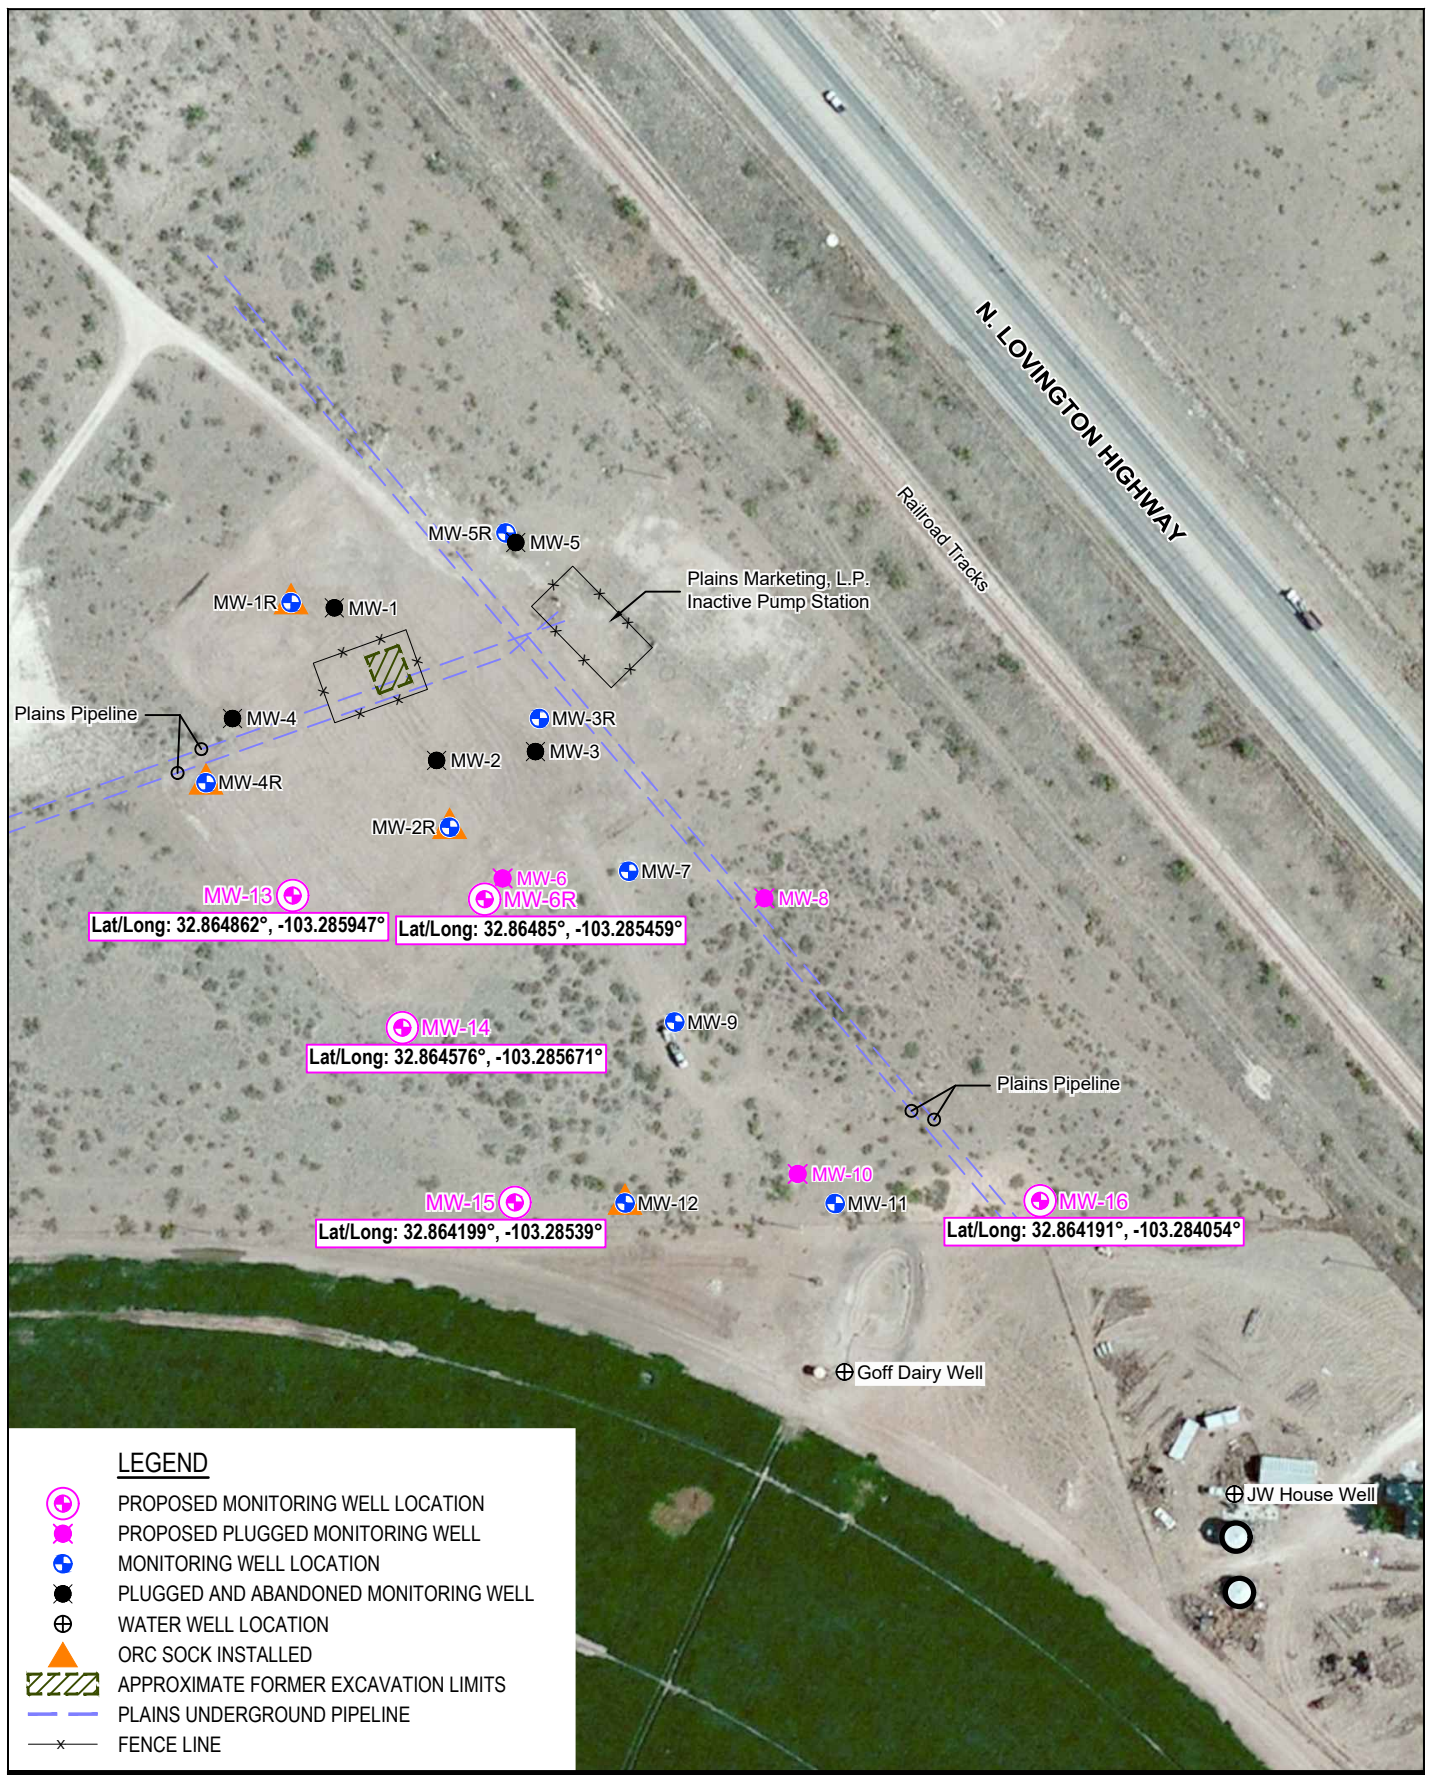 N. LOVINGTON HIGHWAY
Railroad Tracks
MW-5R
MW-5
Plains Marketing, L.P.
Inactive Pump Station
MW-1R
MW-1
Plains Pipeline
MW-4
MW-3R
MW-3
MW-2
MW-4R
MW-2R
MW-7
MW-6
MW-13
MW-6R
MW-8
Lat/Long: 32.864862°, -103.285947°
Lat/Long: 32.86485°, -103.285459°
MW-14
MW-9
Lat/Long: 32.864576°, -103.285671°
Plains Pipeline
MW-10
MW-15
MW-12
MW-11
MW-16
Lat/Long: 32.864199°, -103.28539°
Lat/Long: 32.864191°, -103.284054°
Goff Dairy Well
JW House Well
LEGEND
PROPOSED MONITORING WELL LOCATION
PROPOSED PLUGGED MONITORING WELL
MONITORING WELL LOCATION
PLUGGED AND ABANDONED MONITORING WELL
WATER WELL LOCATION
ORC SOCK INSTALLED
APPROXIMATE FORMER EXCAVATION LIMITS
PLAINS UNDERGROUND PIPELINE
x FENCE LINE